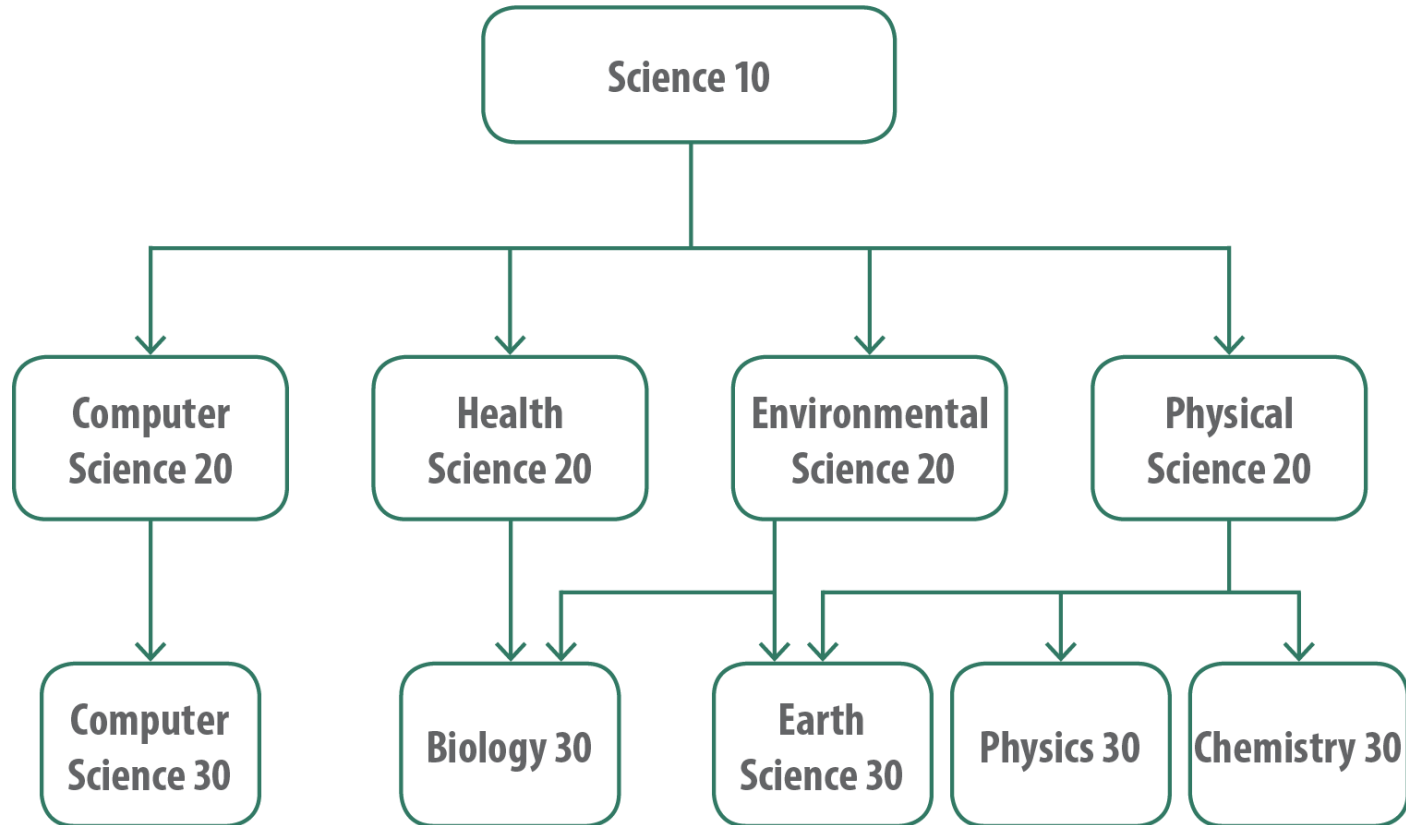 Science 10
Computer
Science 20
Health
Science 20
Environmental
Science 20
Physical
Science 20
Computer
Science 30
Biology 30
Earth
Science 30
Physics 30
Chemistry 30